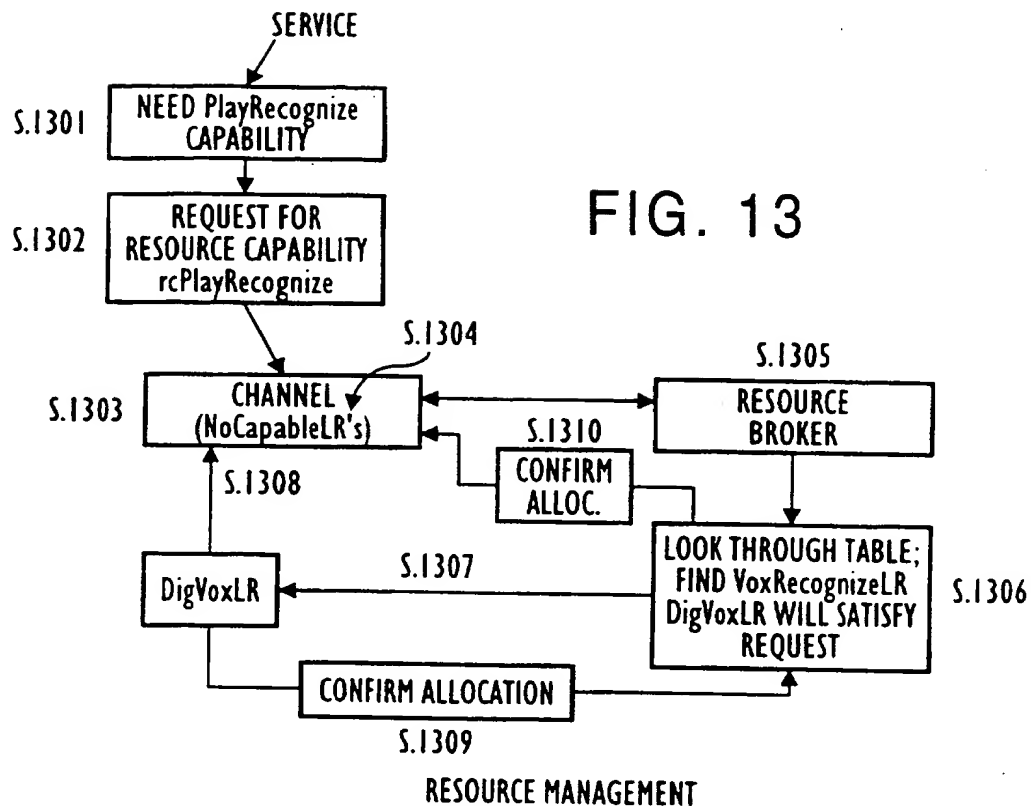 SERVICE
S.1301
NEED PlayRecognize
CAPABILITY
S.1302
REQUEST FOR
RESOURCE CAPABILITY
rcPlayRecognize
FIG. 13
S.1304
S.1303
CHANNEL
(NoCapableLR's)
S.1305
RESOURCE
BROKER
S.1310
CONFIRM
ALLOC.
S.1308
DigVoxLR
S.1307
LOOK THROUGH TABLE;
FIND VoxRecognizeLR
DigVoxLR WILL SATISFY
REQUEST
S.1306
CONFIRM ALLOCATION
S.1309
RESOURCE MANAGEMENT